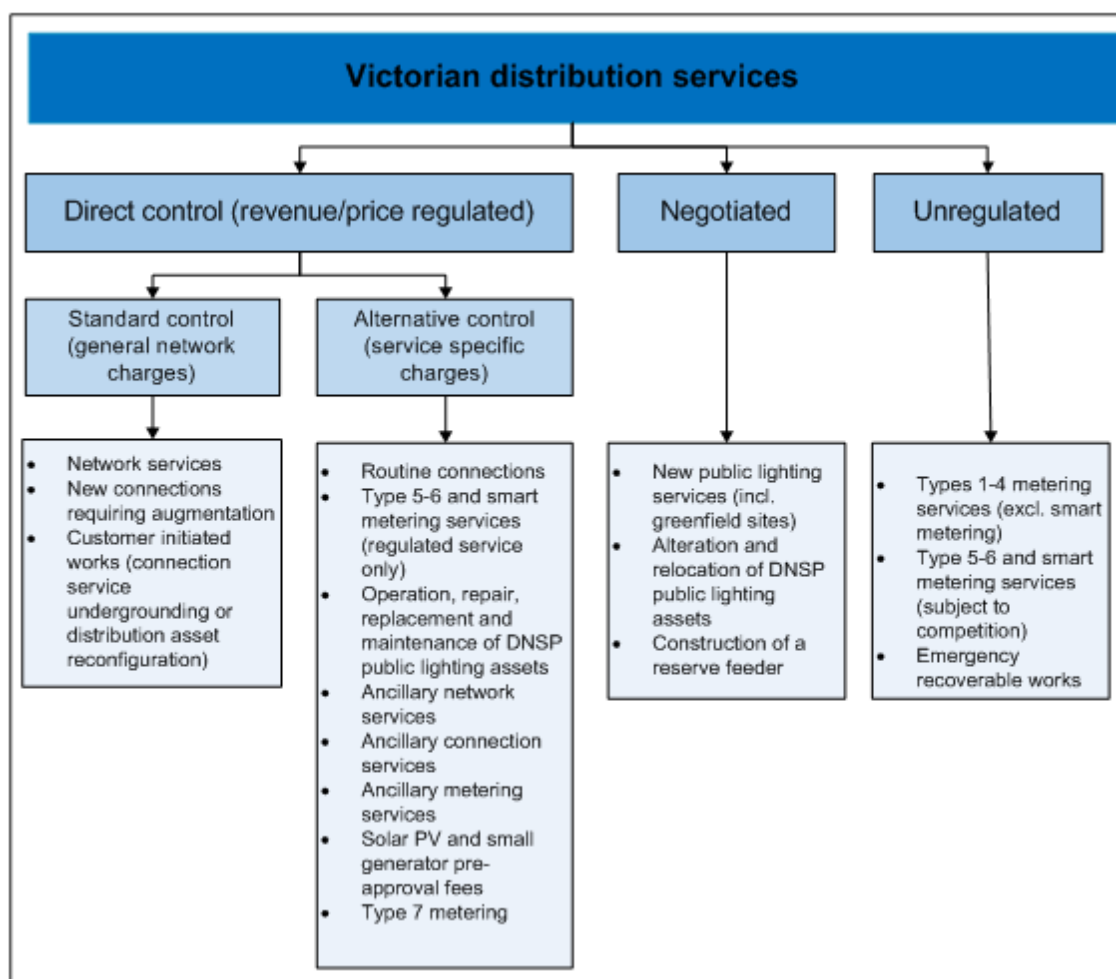 Victorian distribution services
Direct control (revenue/price regulated)
Negotiated
Unregulated
Standard control
(general network
charges)
Alternative control
(service specific
charges)
• Network services
• New connections
requiring augmentation
• Customer initiated
works (connection
service
undergrounding or
distribution asset
reconfiguration)
• Routine connections
• Type 5-6 and smart
metering services
(regulated service
only)
• Operation, repair,
replacement and
maintenance of DNSP
public lighting assets
• Ancillary network
services
• Ancillary connection
services
• Ancillary metering
services
• Solar PV and small
generator pre-
approval fees
• Type 7 metering
• New public lighting
services (incl.
greenfield sites)
• Alteration and
relocation of DNSP
public lighting
assets
• Construction of a
reserve feeder
• Types 1-4 metering
services (excl. smart
metering)
• Type 5-6 and smart
metering services
(subject to
competition)
• Emergency
recoverable works